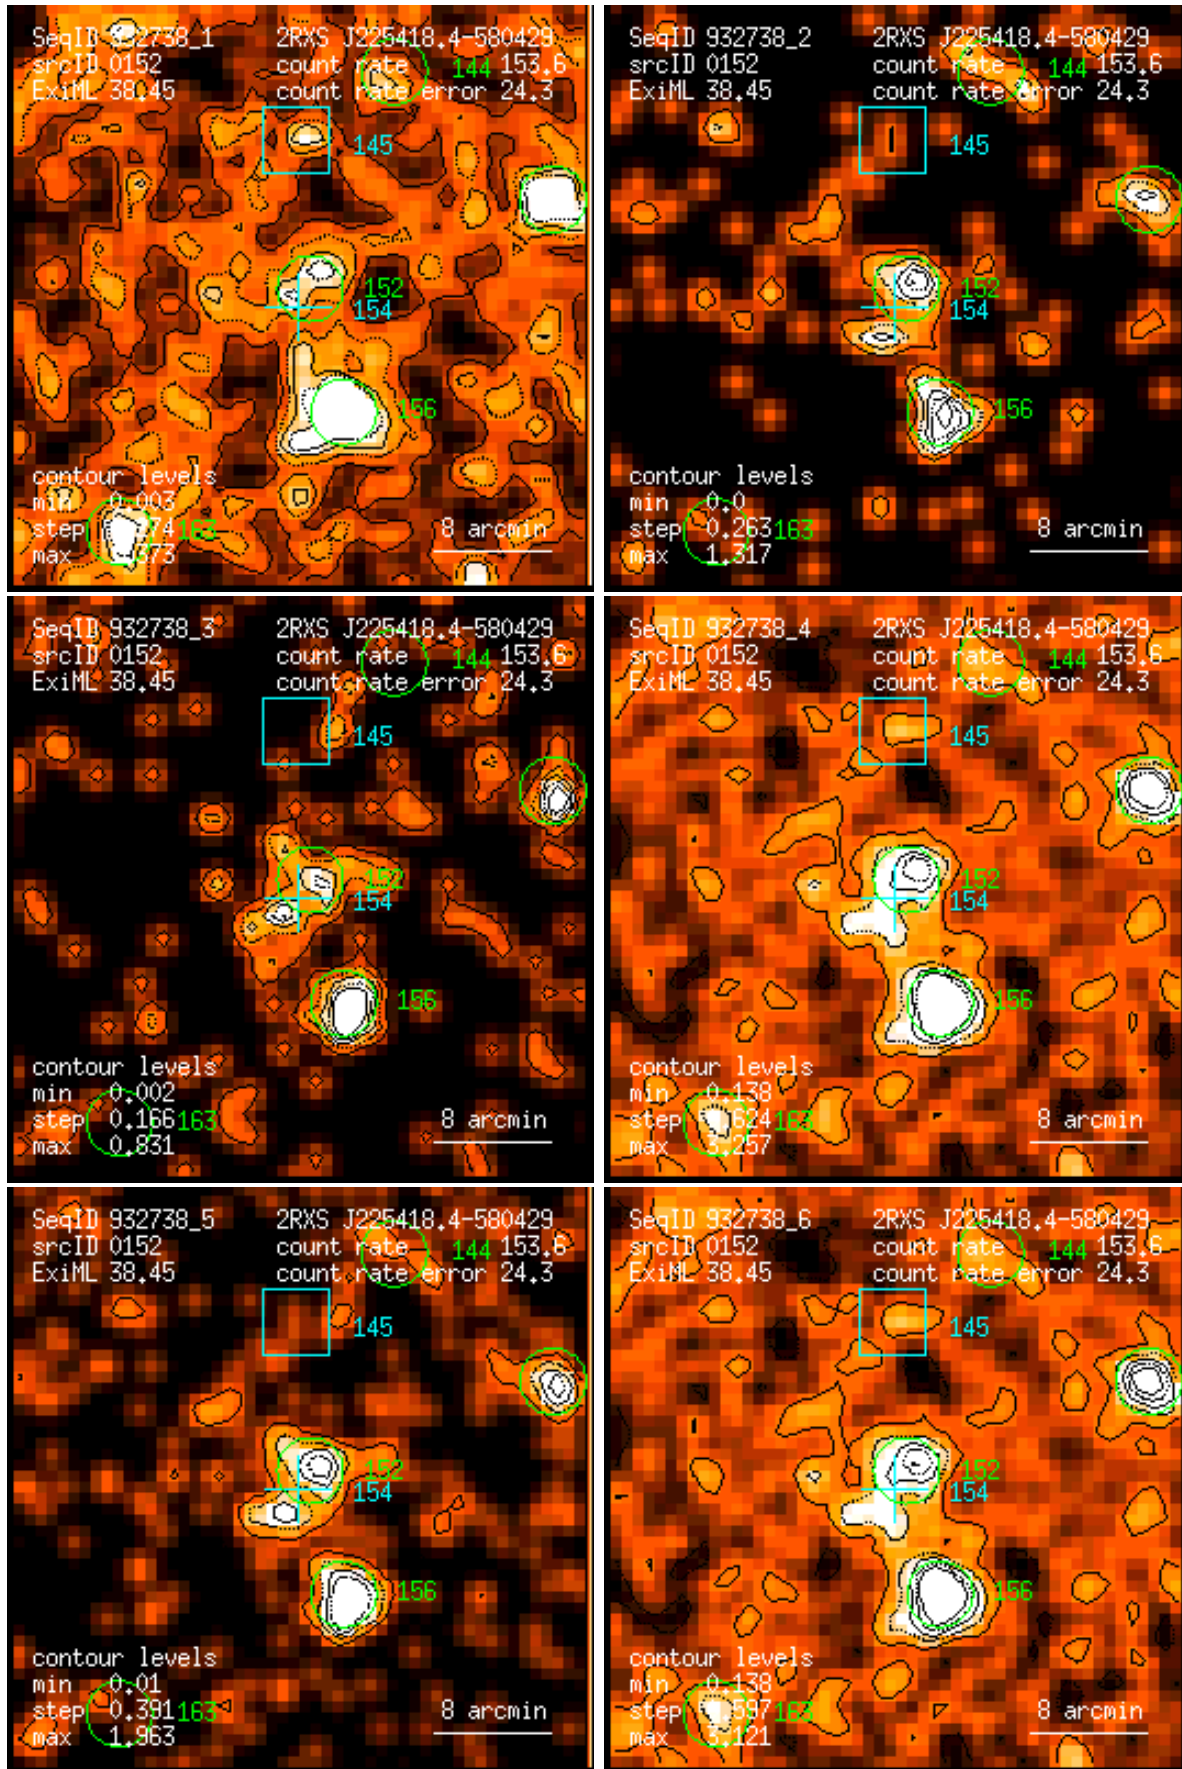 SeqID 932738_1 2RXS J225418.4-580429
srcID 0152 count rate 144 153.6
ExiML 38.45 count rate error 24.3
145
152
154
156
contour levels
min 0.003
step 163
max
8 arcmin
SeqID 932738_2 2RXS J225418.4-580429
srcID 0152 count rate 144 153.6
ExiML 38.45 count rate error 24.3
145
152
154
156
contour levels
min 0.0
step 0.263 163
max 1.317
8 arcmin
SeqID 932738_3 2RXS J225418.4-580429
srcID 0152 count rate 144 153.6
ExiML 38.45 count rate error 24.3
145
152
154
156
contour levels
min 0.002
step 0.166 163
max 0.831
8 arcmin
SeqID 932738_4 2RXS J225418.4-580429
srcID 0152 count rate 144 153.6
ExiML 38.45 count rate error 24.3
145
152
154
156
contour levels
min 0.138
step 0.624 163
max 3.257
8 arcmin
SeqID 932738_5 2RXS J225418.4-580429
srcID 0152 count rate 144 153.6
ExiML 38.45 count rate error 24.3
145
152
154
156
contour levels
min 0.01
step 0.391 163
max 1.963
8 arcmin
SeqID 932738_6 2RXS J225418.4-580429
srcID 0152 count rate 144 153.6
ExiML 38.45 count rate error 24.3
145
152
154
156
contour levels
min 0.138
step 0.597 163
max 3.121
8 arcmin